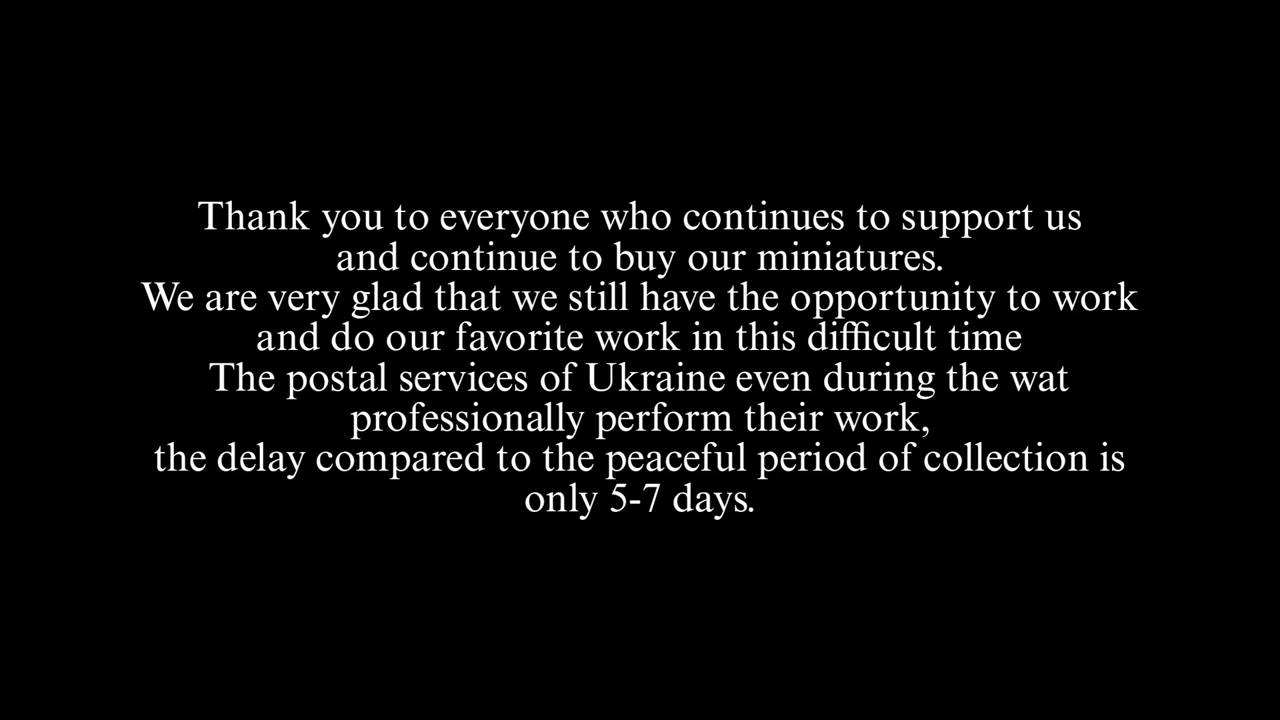 Thank you to everyone who continues to support us
and continue to buy our miniatures.
We are very glad that we still have the opportunity to work
and do our favorite work in this difficult time
The postal services of Ukraine even during the wat
professionally perform their work,
the delay compared to the peaceful period of collection is
only 5-7 days.